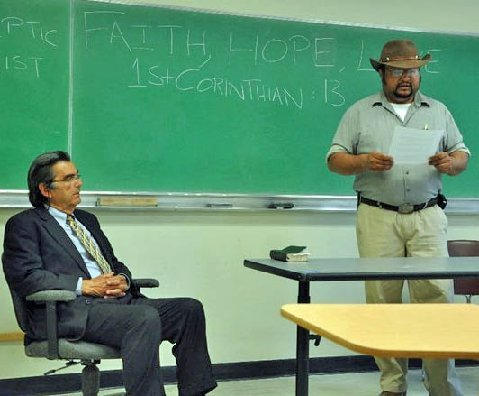 PTIC
IST
FAITH, HOPE,
1st CORINTHIAN: 13